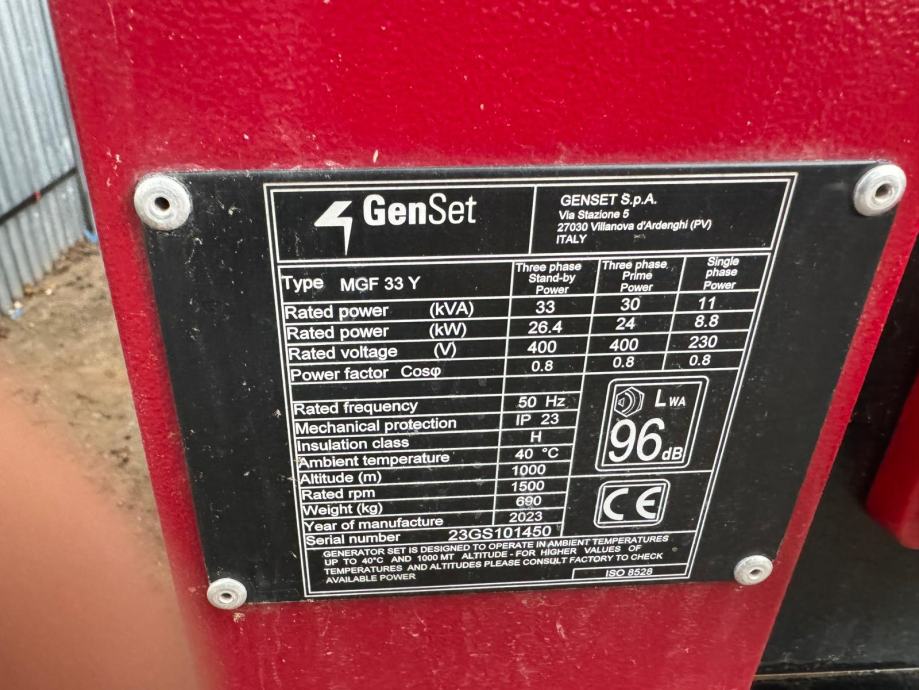 GenSet
GENSET S.p.A.
Via Stazione 5
27030 Villanova d'Ardenghi (PV)
ITALY
Type MGF 33 Y
Three phase Stand-by Power
Three phase Prime Power
Single phase Power
Rated power (kVA) 33 30 11
Rated power (kW) 26.4 24 8.8
Rated voltage (V) 400 400 230
Power factor Cosφ 0.8 0.8 0.8
Rated frequency 50 Hz
Mechanical protection IP 23
Insulation class H
Ambient temperature 40 °C
Altitude (m) 1000
Rated rpm 1500
Weight (kg) 690
Year of manufacture 2023
Serial number 23GS101450
LWA
96 dB
CE
GENERATOR SET IS DESIGNED TO OPERATE IN AMBIENT TEMPERATURES
UP TO 40°C AND 1000 MT ALTITUDE - FOR HIGHER VALUES OF
TEMPERATURES AND ALTITUDES PLEASE CONSULT FACTORY TO CHECK
AVAILABLE POWER
ISO 8528